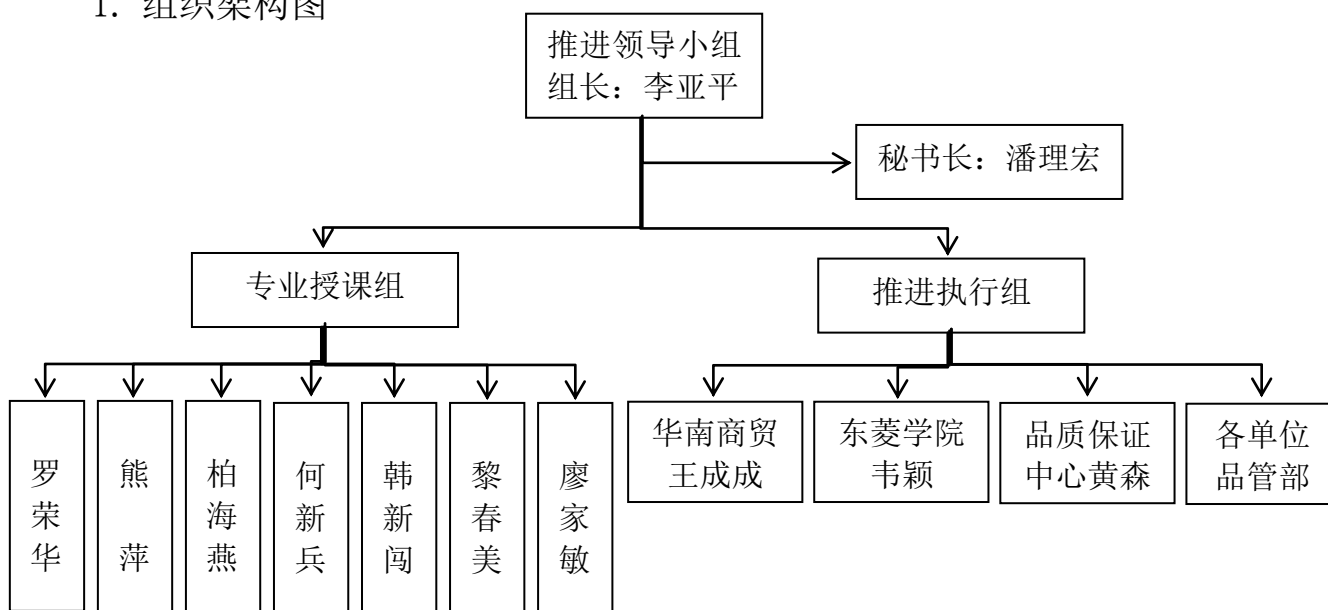 1. 组织架构图
推进领导小组
组长：李亚平
秘书长：潘理宏
专业授课组
推进执行组
罗荣华
熊萍
柏海燕
何新兵
韩新闯
黎春美
廖家敏
华南商贸
王成成
东菱学院
韦颖
品质保证
中心黄森
各单位
品管部